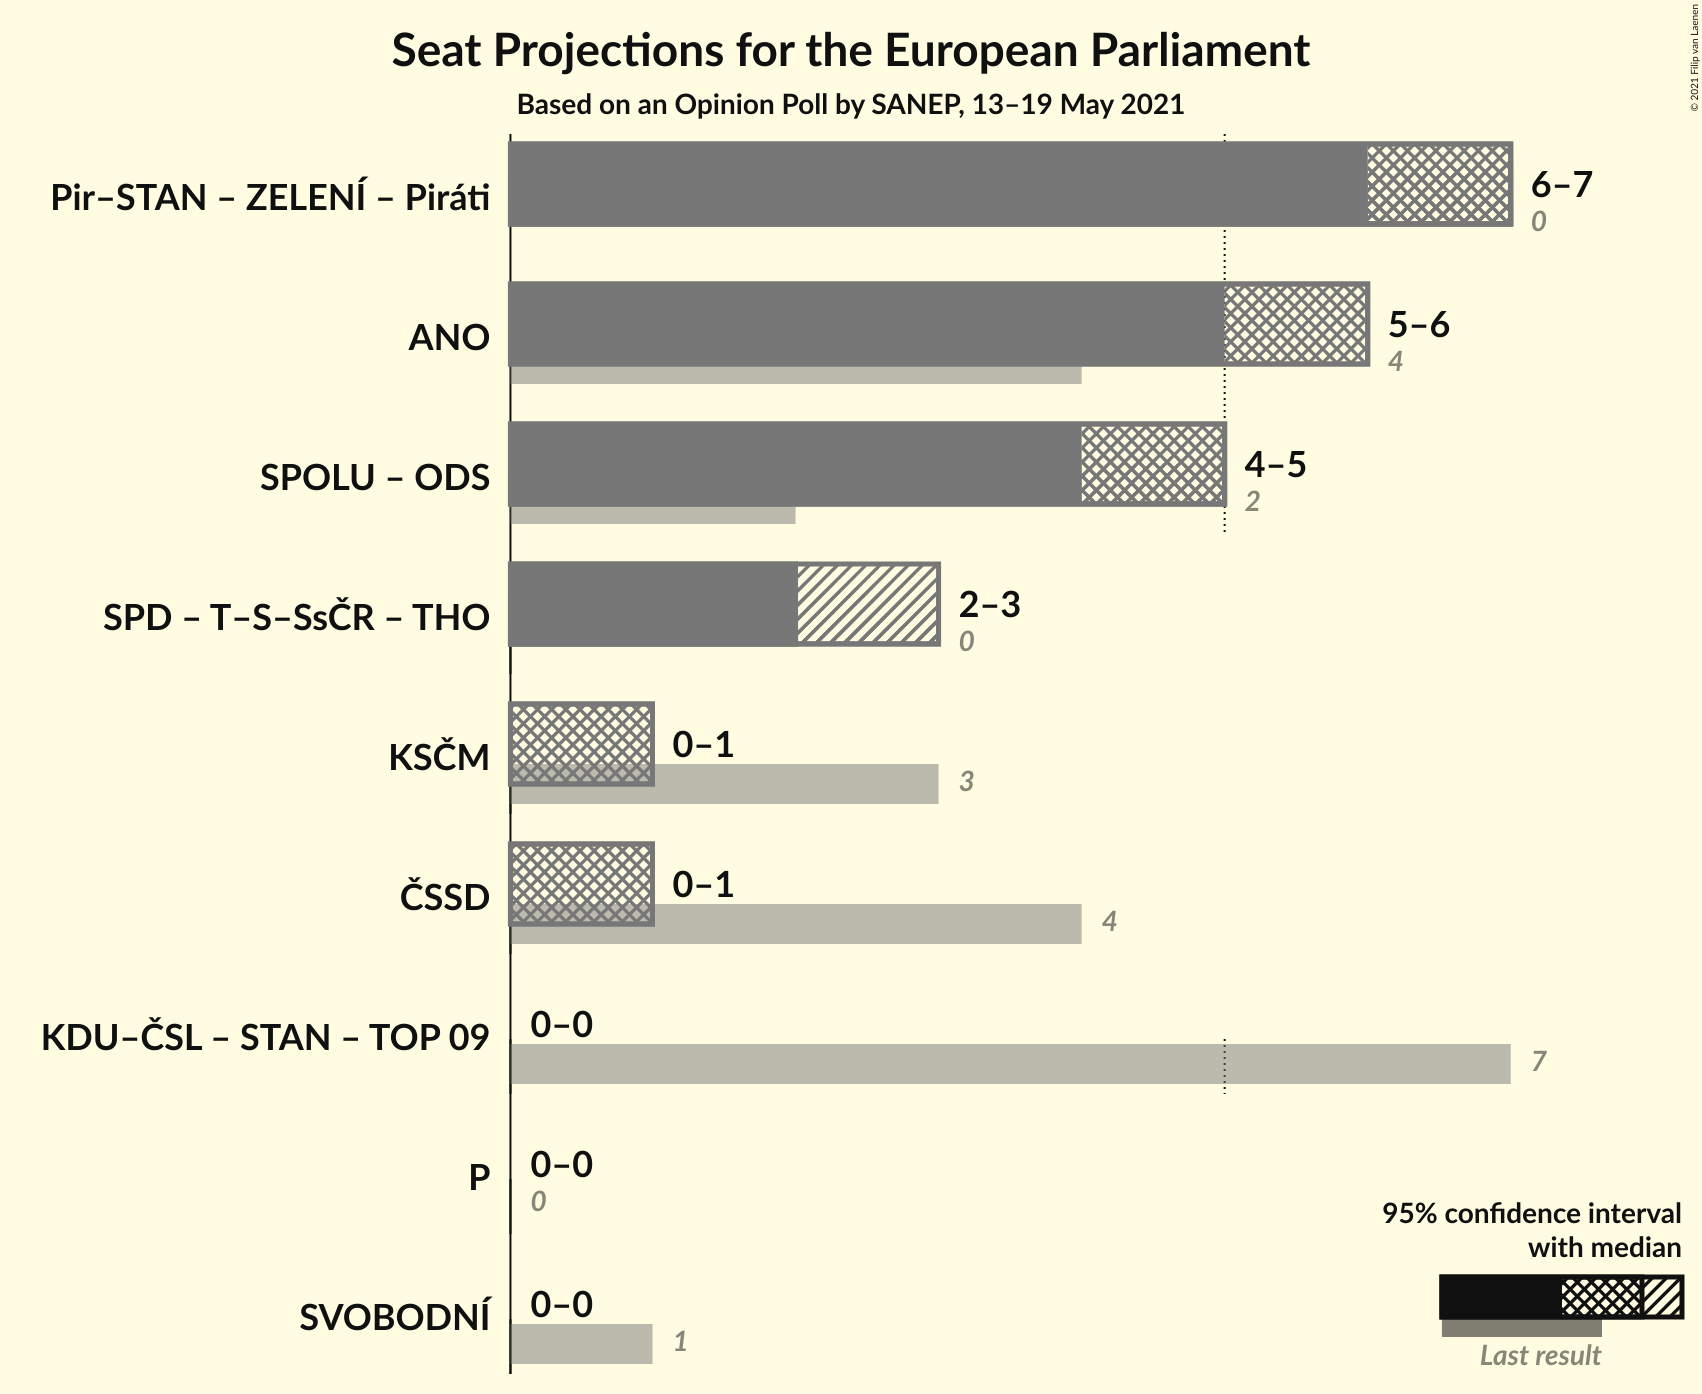 Seat Projections for the European Parliament
Based on an Opinion Poll by SANEP, 13–19 May 2021
© 2021 Filip van Laenen
Pir–STAN – ZELENÍ – Piráti
6–7
0
ANO
5–6
4
SPOLU – ODS
4–5
2
SPD – T–S–SsČR – THO
2–3
0
KSČM
0–1
3
ČSSD
0–1
4
KDU–ČSL – STAN – TOP 09
0–0
7
P
0–0
0
SVOBODNÍ
0–0
1
95% confidence interval
with median
Last result